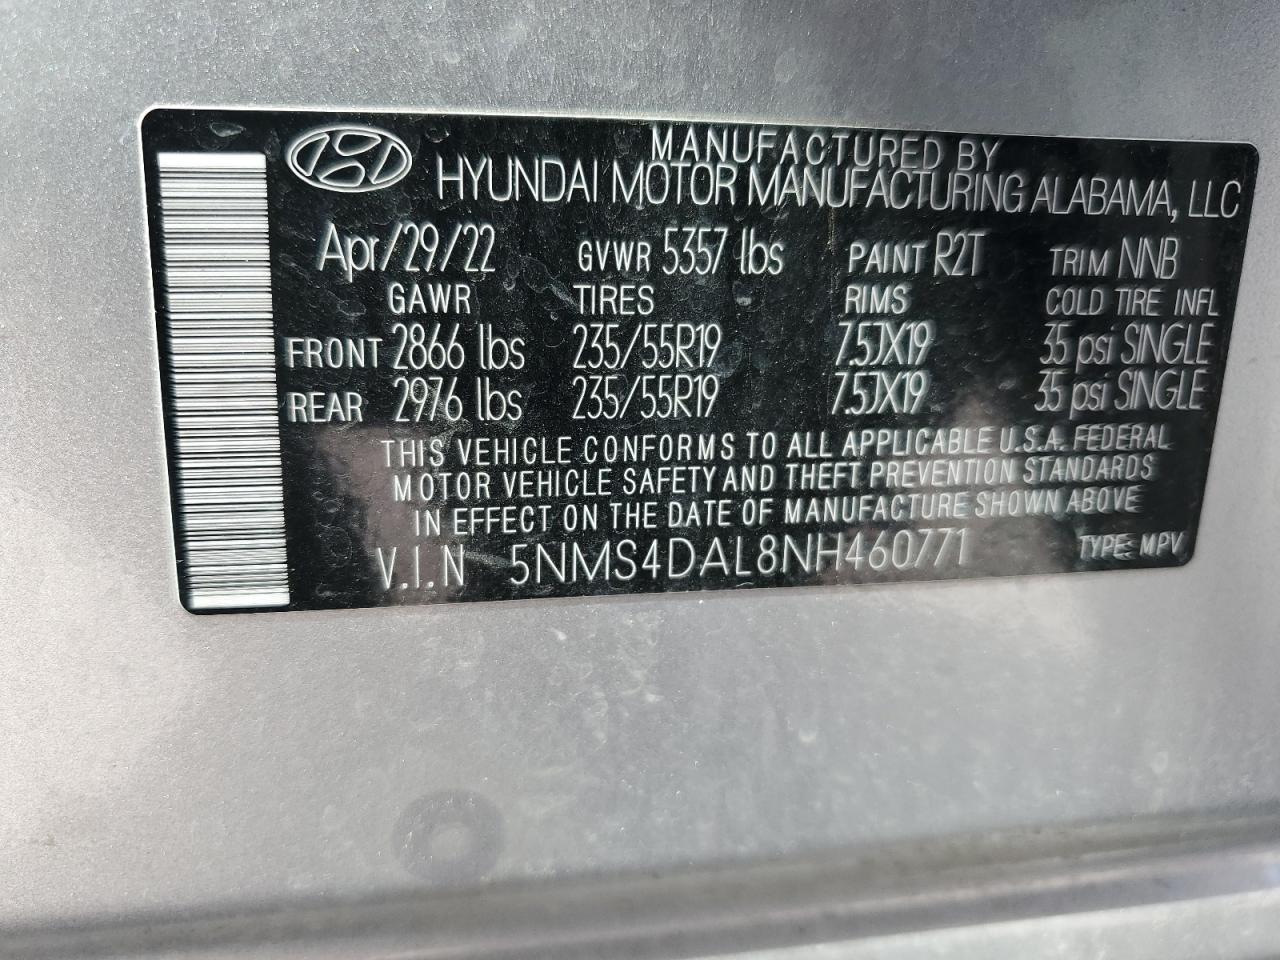 MANUFACTURED BY
HYUNDAI MOTOR MANUFACTURING ALABAMA, LLC
Apr/29/22 GVWR 5357 lbs PAINT R2T TRIM NNB
GAWR TIRES RIMS COLD TIRE INFL
FRONT 2866 lbs 235/55R19 7.5JX19 35 psi SINGLE
REAR 2976 lbs 235/55R19 7.5JX19 35 psi SINGLE
THIS VEHICLE CONFORMS TO ALL APPLICABLE U.S.A. FEDERAL
MOTOR VEHICLE SAFETY AND THEFT PREVENTION STANDARDS
IN EFFECT ON THE DATE OF MANUFACTURE SHOWN ABOVE
V.I.N 5NMS4DAL8NH460771 TYPE: MPV